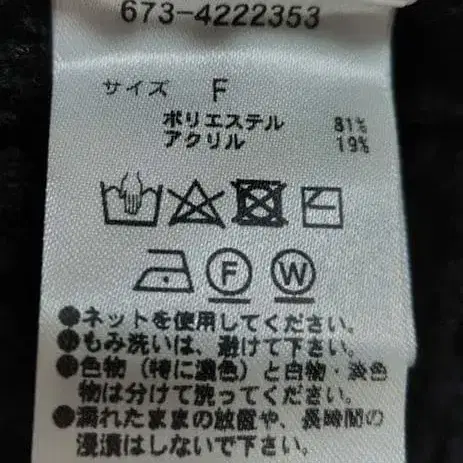 673-4222353
サイズ F
ポリエステル 81%
アクリル 19%
F W
●ネットを使用してください。
●もみ洗いは、避けて下さい。
●色物（特に濃色）と白物・淡色
物は分けて洗ってください。
●濡れたままの放置や、長時間の
浸漬はしないで下さい。